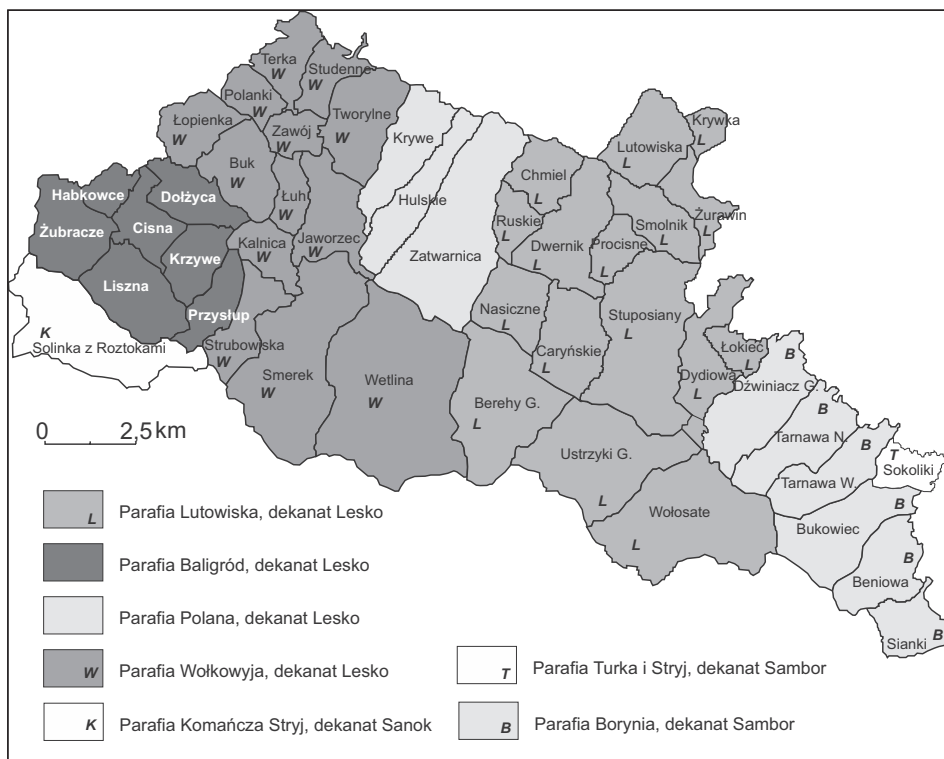 Terka
W
Studenne
W
Polanki
W
Tworylne
W
Łopienka
W
Zawój
W
Krywe
Buk
W
Łuh
W
Hulskie
Zatwarnica
Habkowce
Dołżyca
Żubracze
Cisna
Krzywe
Liszna
Przysłup
Kalnica
W
Jaworzec
W
K
Solinka z Roztokami
Strubowiska
W
Smerek
W
Wetlina
W
Lutowiska
L
Krywka
L
Chmiel
L
Ruskie
L
Dwernik
L
Procisne
L
Smolnik
L
Żurawin
L
Nasiczne
L
Caryńskie
L
Stuposiany
L
Berehy G.
L
Łokieć
L
Dydiowa
L
B
Dźwiniacz G.
B
Tarnawa N.
B
Tarnawa W.
T
Sokoliki
Ustrzyki G.
L
Wołosate
L
B
Bukowiec
B
Beniowa
Sianki
B
0 2,5 km
L Parafia Lutowiska, dekanat Lesko
Parafia Baligród, dekanat Lesko
Parafia Polana, dekanat Lesko
W Parafia Wołkowyja, dekanat Lesko
K Parafia Komańcza Stryj, dekanat Sanok
T Parafia Turka i Stryj, dekanat Sambor
B Parafia Borynia, dekanat Sambor